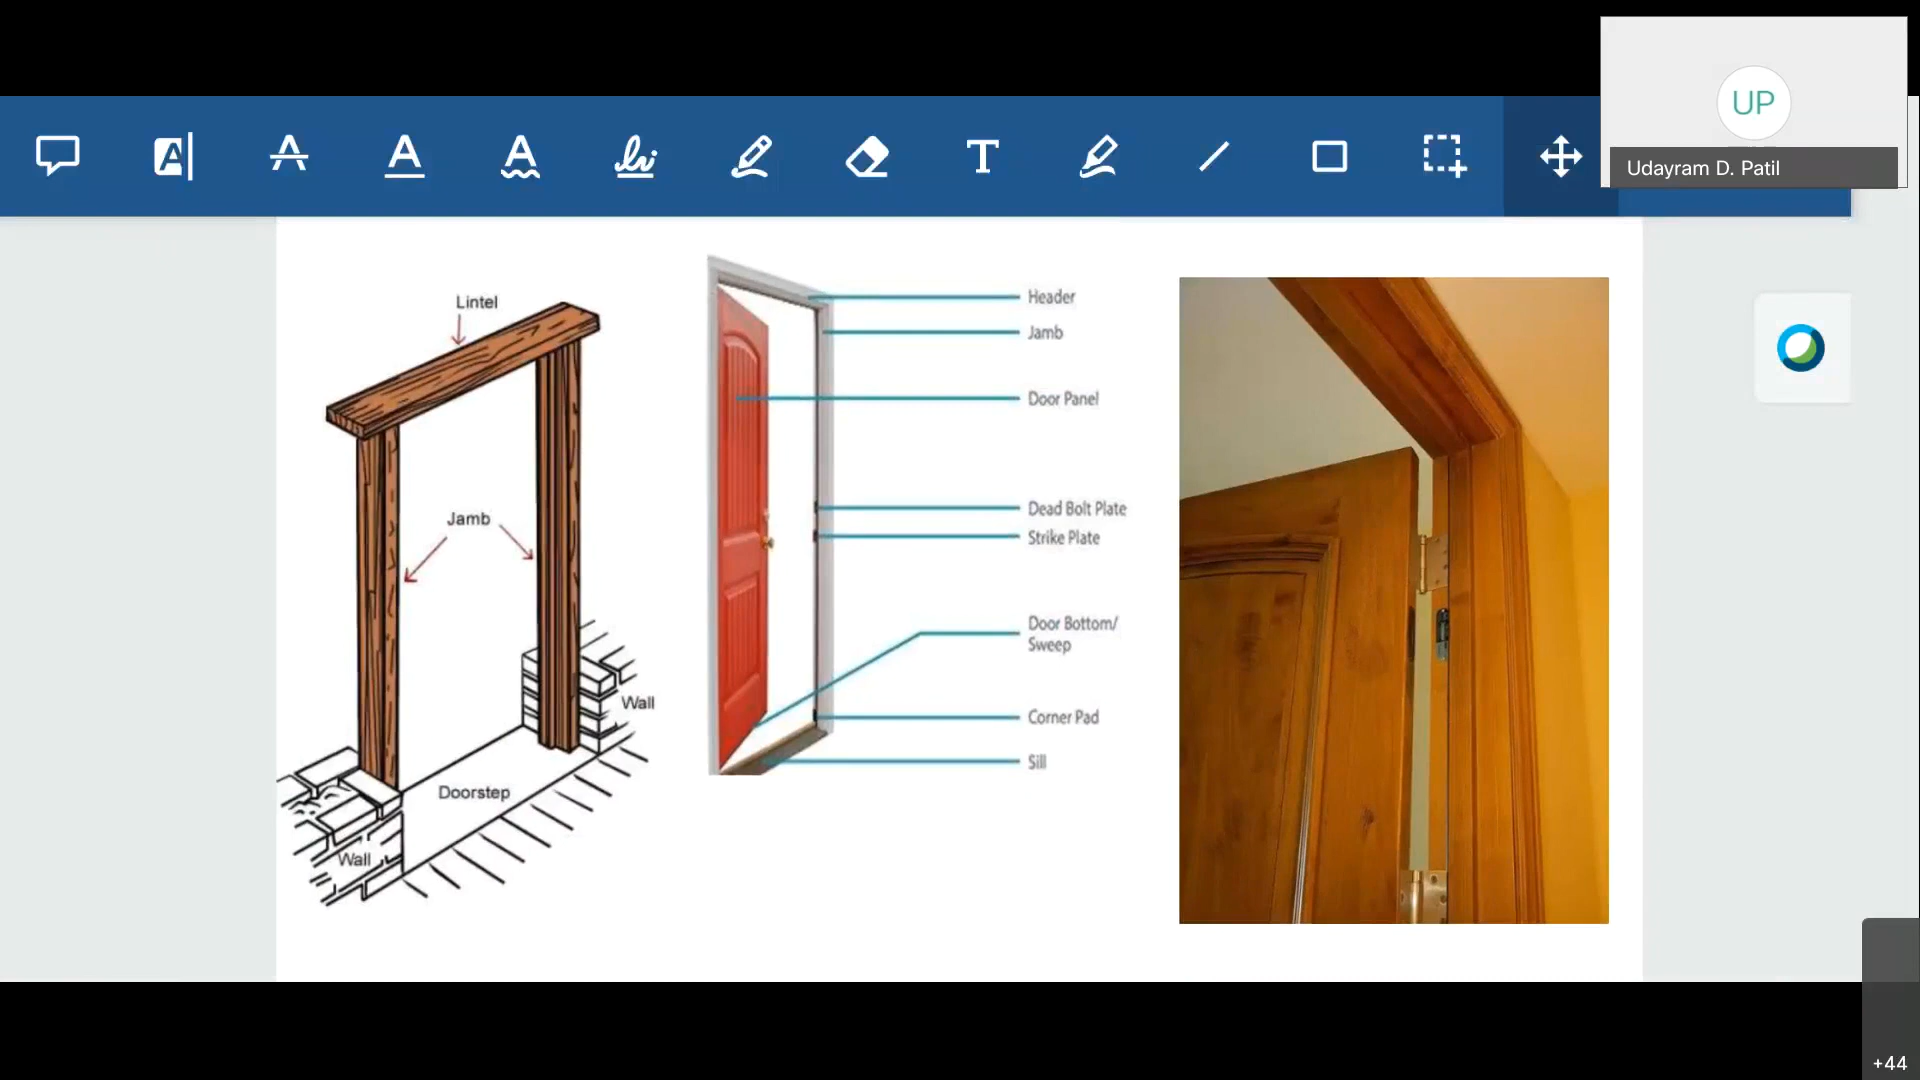 UP
Udayram D. Patil
Lintel
Jamb
Wall
Doorstep
Wall
Header
Jamb
Door Panel
Dead Bolt Plate
Strike Plate
Door Bottom/
Sweep
Corner Pad
Sill
+44